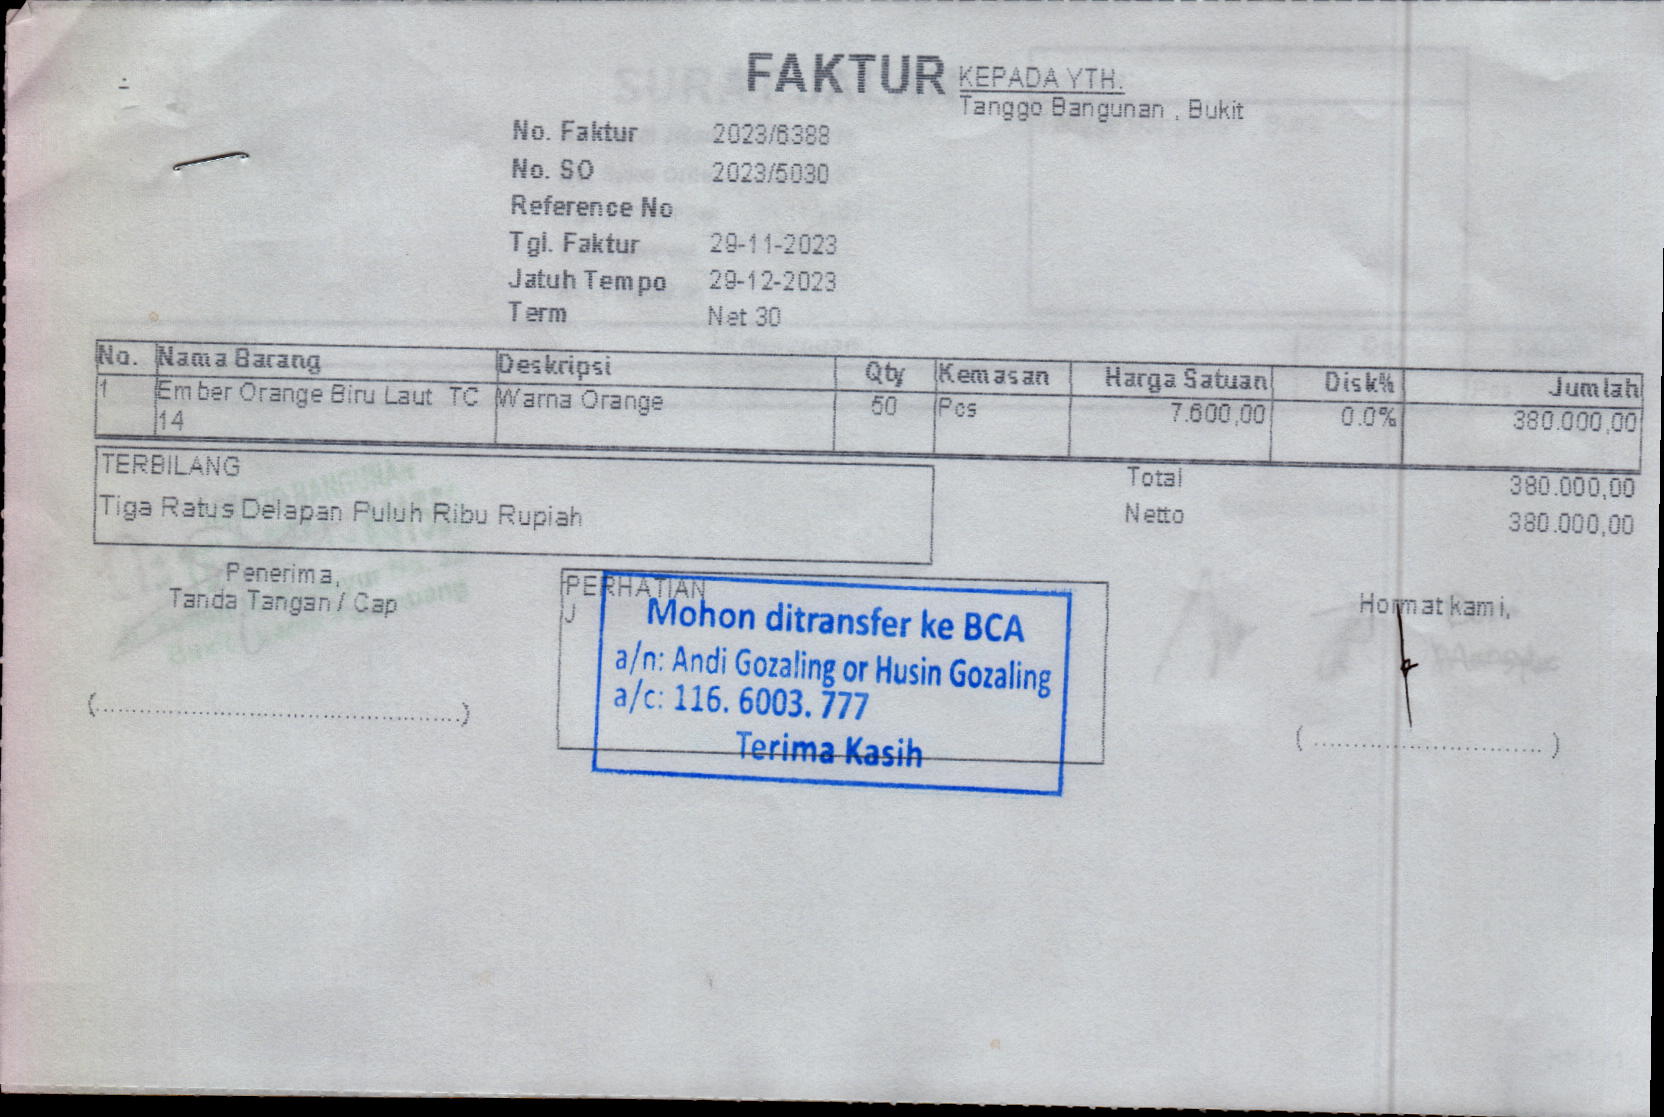 FAKTUR
KEPADA YTH.
Tanggo Bangunan , Bukit
No. Faktur 2023/6388
No. SO 2023/5030
Reference No
Tgl. Faktur 29-11-2023
Jatuh Tempo 29-12-2023
Term Net 30
No. Nama Barang Deskripsi Qty Kemasan Harga Satuan Disk% Jumlah
1 Ember Orange Biru Laut TC Warna Orange 50 Pcs 7.600,00 0.0% 380.000,00
14
TERBILANG
Tiga Ratus Delapan Puluh Ribu Rupiah
Total 380.000,00
Netto 380.000,00
Penerima,
Tanda Tangan / Cap
(..............................................)
PERHATIAN
J
Mohon ditransfer ke BCA
a/n: Andi Gozaling or Husin Gozaling
a/c: 116. 6003. 777
Terima Kasih
Hormat kami,
( ............................. )